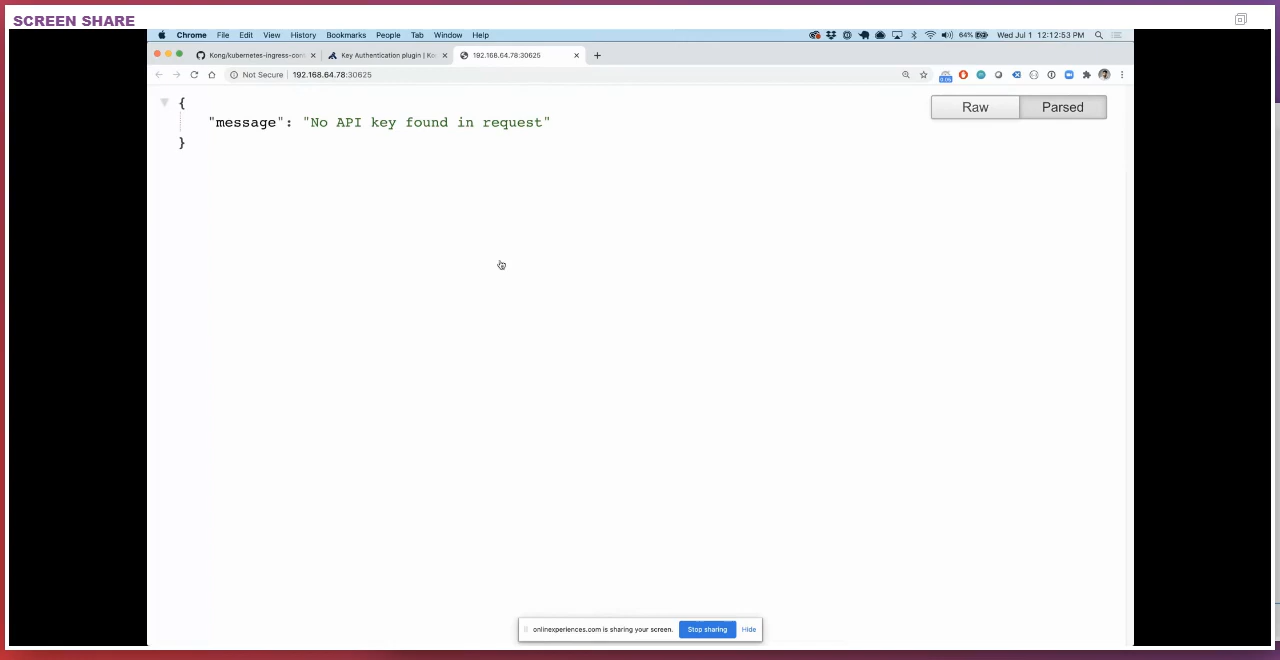 SCREEN SHARE
Chrome File Edit View History Bookmarks People Tab Window Help
64% Wed Jul 1 12:12:53 PM
Kong/kubernetes-ingress-con
Key Authentication plugin | Ko
192.168.64.78:30625
Not Secure 192.168.64.78:30625
{
"message": "No API key found in request"
}
Raw Parsed
onlinexperiences.com is sharing your screen. Stop sharing Hide